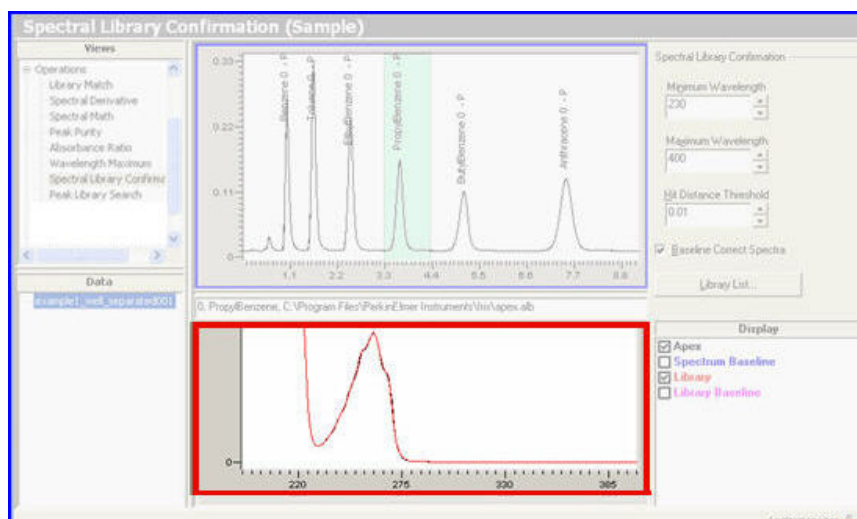 Spectral Library Confirmation (Sample)
Views
Operations
Library Match
Spectral Derivative
Spectral Math
Peak Purity
Absorbance Ratio
Wavelength Maximum
Spectral Library Confirma
Peak Library Search
Data
example1_well_separated001
0.33
0.22
0.11
0
Benzene 0 - P
Toluene 0 - P
EthylBenzene 0 - P
PropylBenzene 0 - P
ButylBenzene 0 - P
Anthracene 0 - P
1.1 2.2 3.3 4.4 5.5 6.6 7.7 8.8
0, PropylBenzene, C:\Program Files\PerkinElmer Instruments\Iris\apex.alb
0
220 275 330 385
Spectral Library Confirmation
Minimum Wavelength
230
Maximum Wavelength
400
Hit Distance Threshold
0.01
Baseline Correct Spectra
Library List...
Display
Apex
Spectrum Baseline
Library
Library Baseline